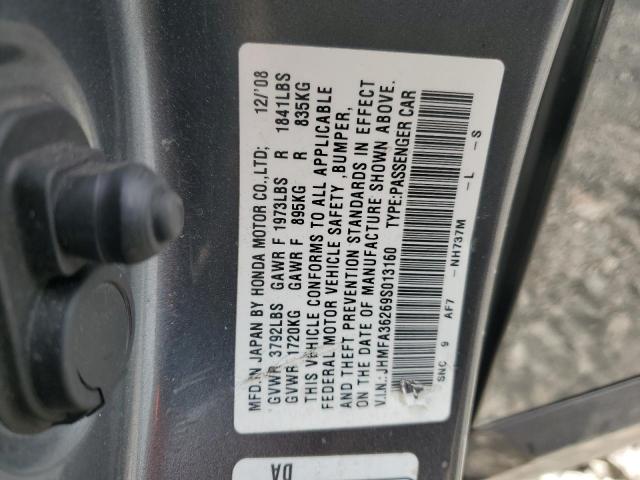 MFD.IN JAPAN BY HONDA MOTOR CO.,LTD; 12/'08
GVWR 3792LBS GAWR F 1973LBS R 1841LBS
GVWR 1720KG GAWR F 895KG R 835KG
THIS VEHICLE CONFORMS TO ALL APPLICABLE
FEDERAL MOTOR VEHICLE SAFETY ,BUMPER,
AND THEFT PREVENTION STANDARDS IN EFFECT
ON THE DATE OF MANUFACTURE SHOWN ABOVE.
V.I.N.:JHMFA36269S013160 TYPE:PASSENGER CAR
SNC 9 AF7 -NH737M -L -S
DA